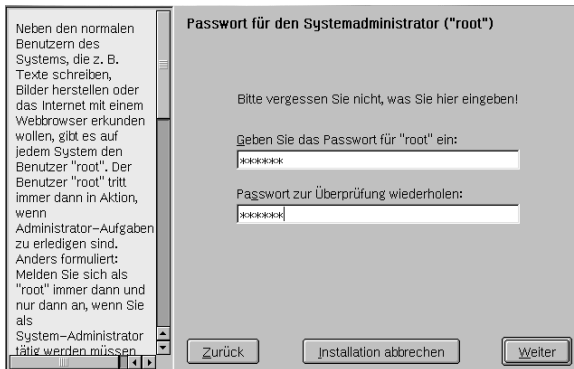 Neben den normalen
Benutzern des
Systems, die z. B.
Texte schreiben,
Bilder herstellen oder
das Internet mit einem
Webbrowser erkunden
wollen, gibt es auf
jedem System den
Benutzer "root". Der
Benutzer "root" tritt
immer dann in Aktion,
wenn
Administrator-Aufgaben
zu erledigen sind.
Anders formuliert:
Melden Sie sich als
"root" immer dann und
nur dann an, wenn Sie
als
System-Administrator
tätig werden müssen
Passwort für den Systemadministrator ("root")
Bitte vergessen Sie nicht, was Sie hier eingeben!
Geben Sie das Passwort für "root" ein:
******
Passwort zur Überprüfung wiederholen:
******
Zurück
Installation abbrechen
Weiter